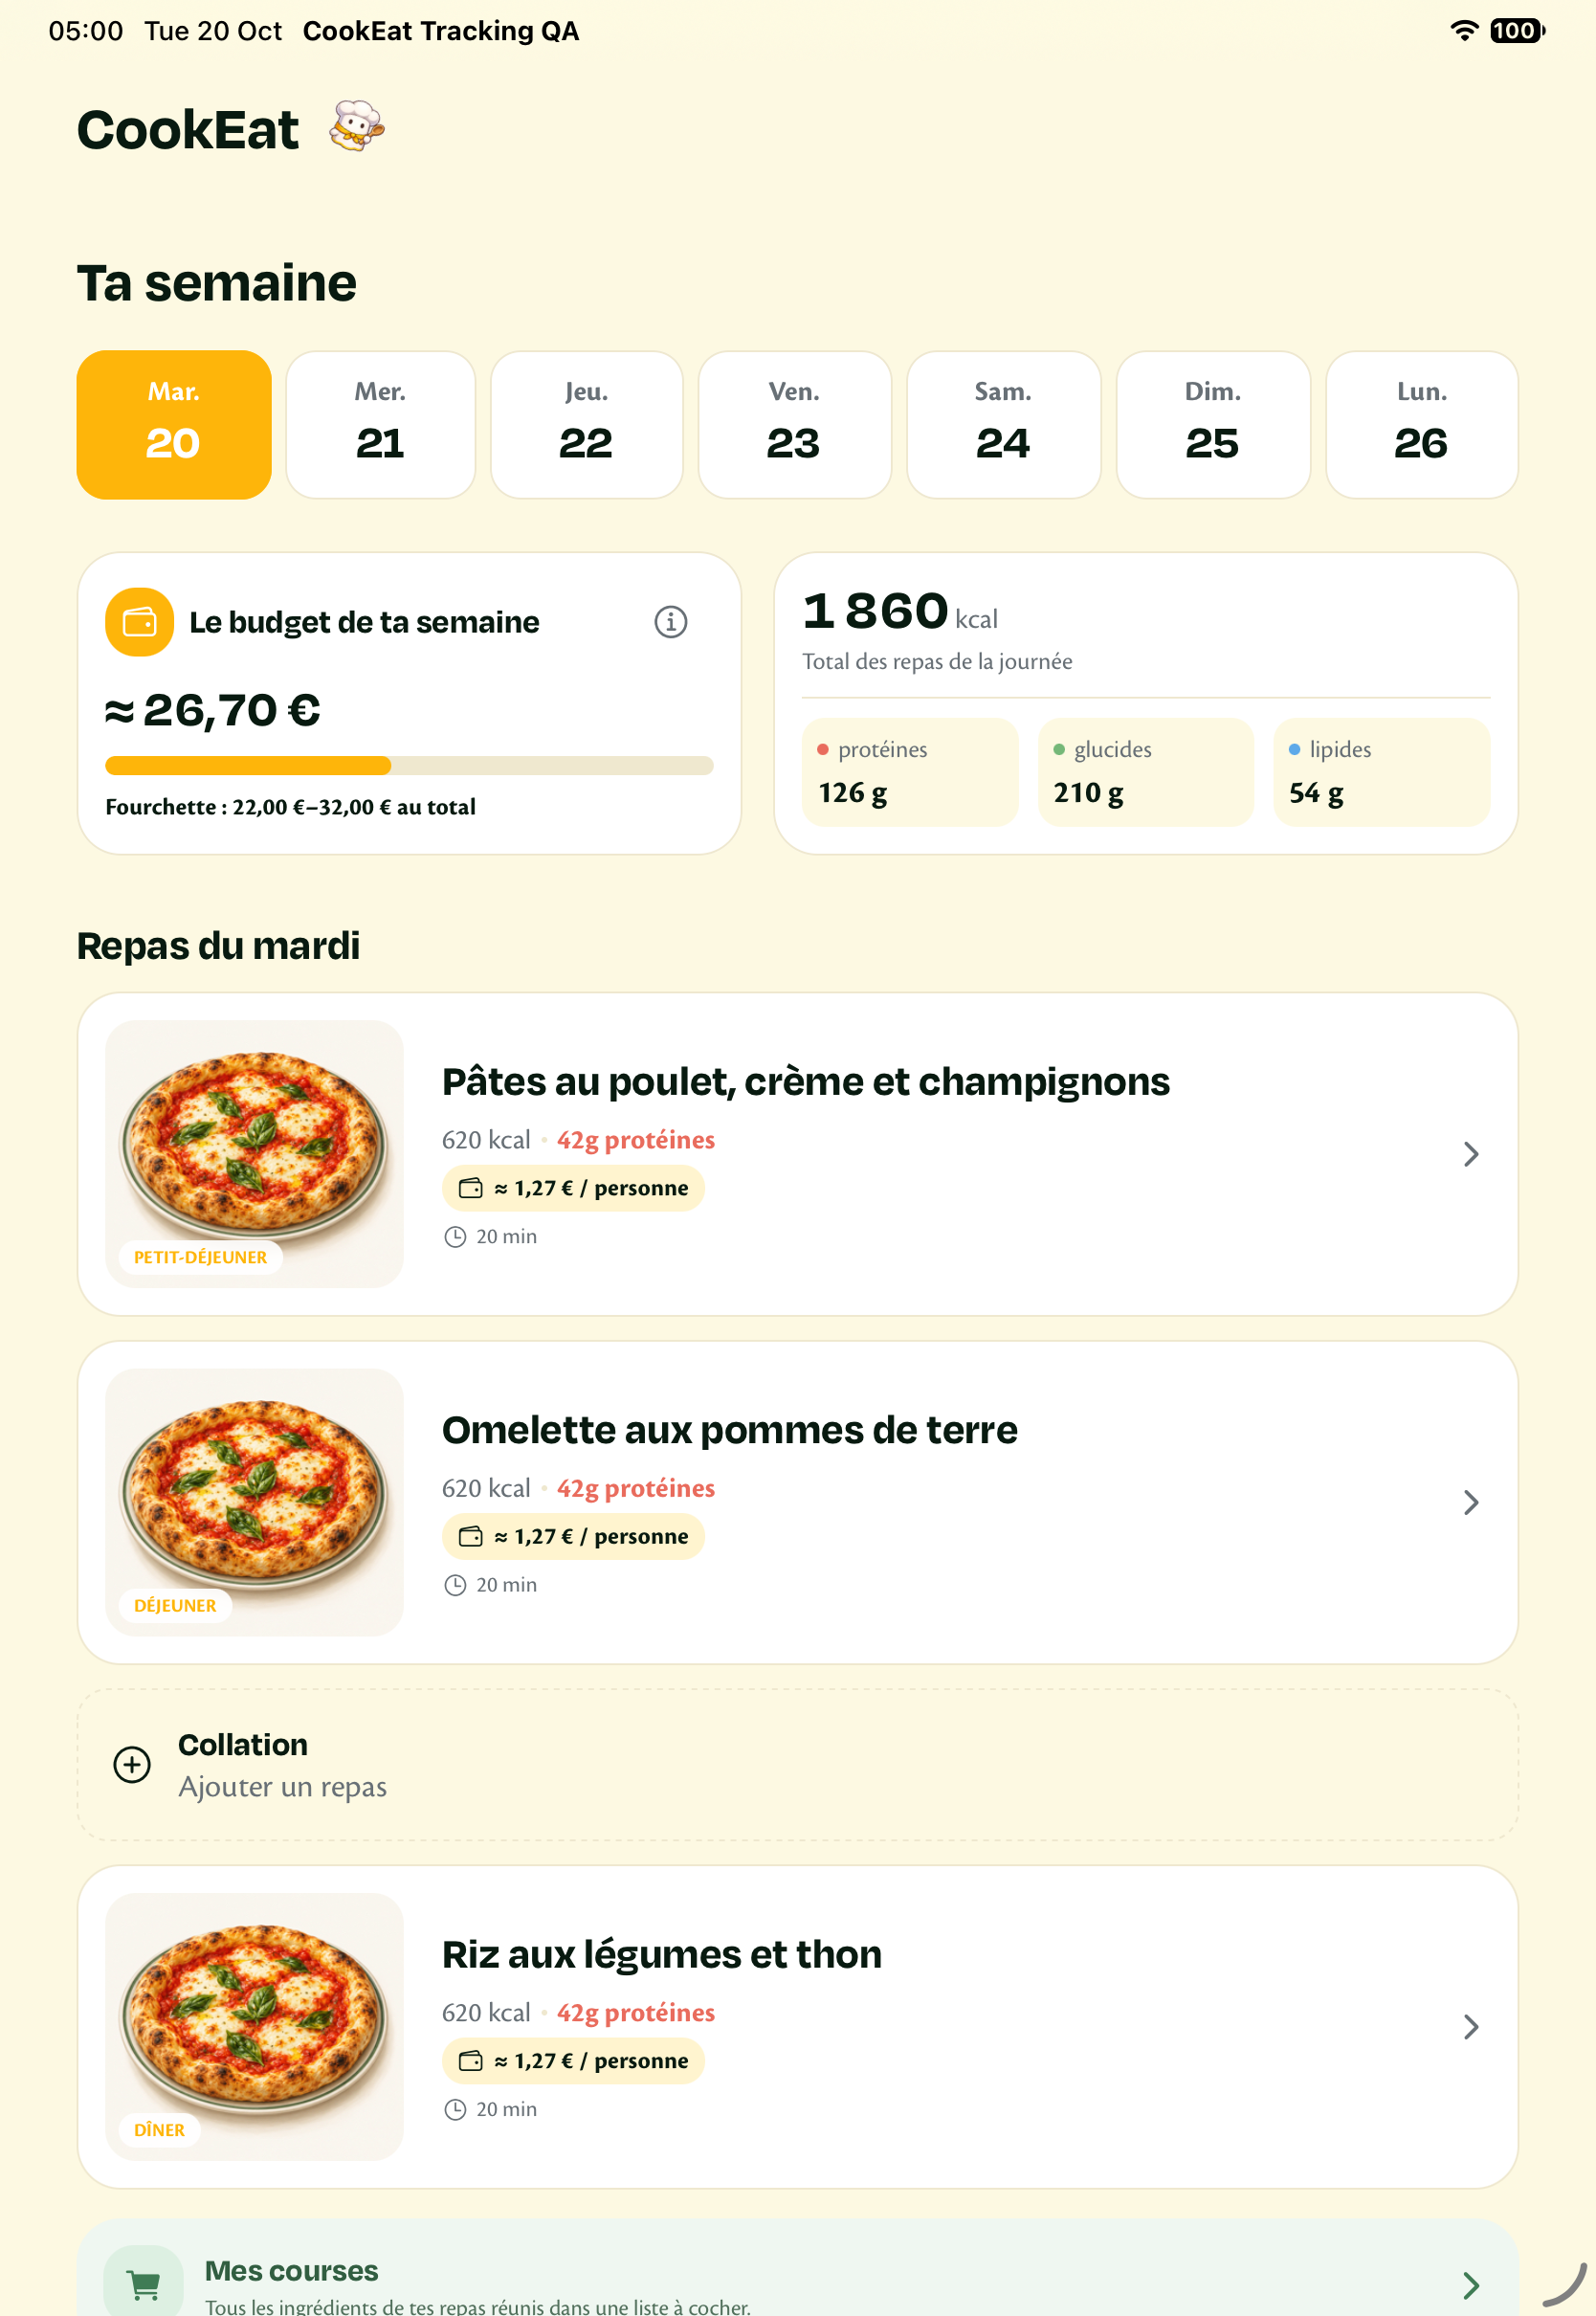 05:00 Tue 20 Oct CookEat Tracking QA 100
CookEat
Ta semaine
Mar. Mer. Jeu. Ven. Sam. Dim. Lun.
20 21 22 23 24 25 26
Le budget de ta semaine
≈ 26,70 €
Fourchette : 22,00 €–32,00 € au total
1 860 kcal
Total des repas de la journée
protéines glucides lipides
126 g 210 g 54 g
Repas du mardi
Pâtes au poulet, crème et champignons
620 kcal • 42g protéines
≈ 1,27 € / personne
20 min
PETIT-DÉJEUNER
Omelette aux pommes de terre
620 kcal • 42g protéines
≈ 1,27 € / personne
20 min
DÉJEUNER
Collation
Ajouter un repas
Riz aux légumes et thon
620 kcal • 42g protéines
≈ 1,27 € / personne
20 min
DÎNER
Mes courses
Tous les ingrédients de tes repas réunis dans une liste à cocher.